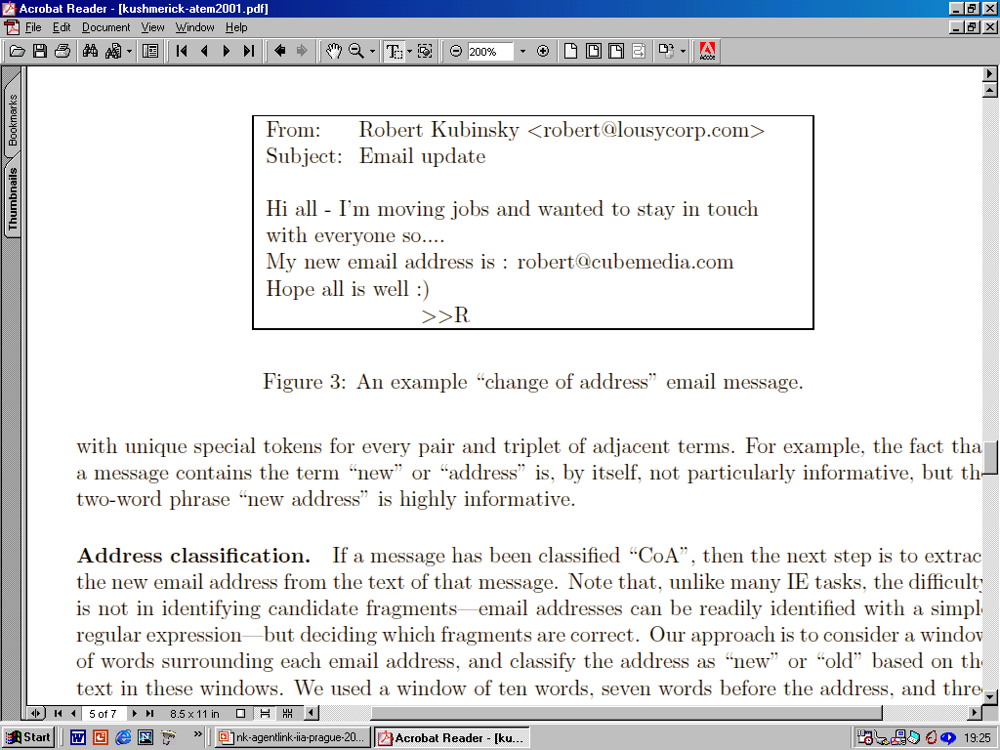 Acrobat Reader - [kushmerick-atem2001.pdf]
File Edit Document View Window Help
200%
Adobe
Bookmarks
Thumbnails
From: Robert Kubinsky <robert@lousycorp.com>
Subject: Email update
Hi all - I'm moving jobs and wanted to stay in touch
with everyone so....
My new email address is : robert@cubemedia.com
Hope all is well :)
>>R
Figure 3: An example “change of address” email message.
with unique special tokens for every pair and triplet of adjacent terms. For example, the fact tha
a message contains the term “new” or “address” is, by itself, not particularly informative, but th
two-word phrase “new address” is highly informative.
Address classification. If a message has been classified “CoA”, then the next step is to extrac
the new email address from the text of that message. Note that, unlike many IE tasks, the difficulty
is not in identifying candidate fragments—email addresses can be readily identified with a simpl
regular expression—but deciding which fragments are correct. Our approach is to consider a window
of words surrounding each email address, and classify the address as “new” or “old” based on th
text in these windows. We used a window of ten words, seven words before the address, and thre
5 of 7 8.5 x 11 in
Start nk-agentlink-iia-prague-20... Acrobat Reader - [ku... 19:25